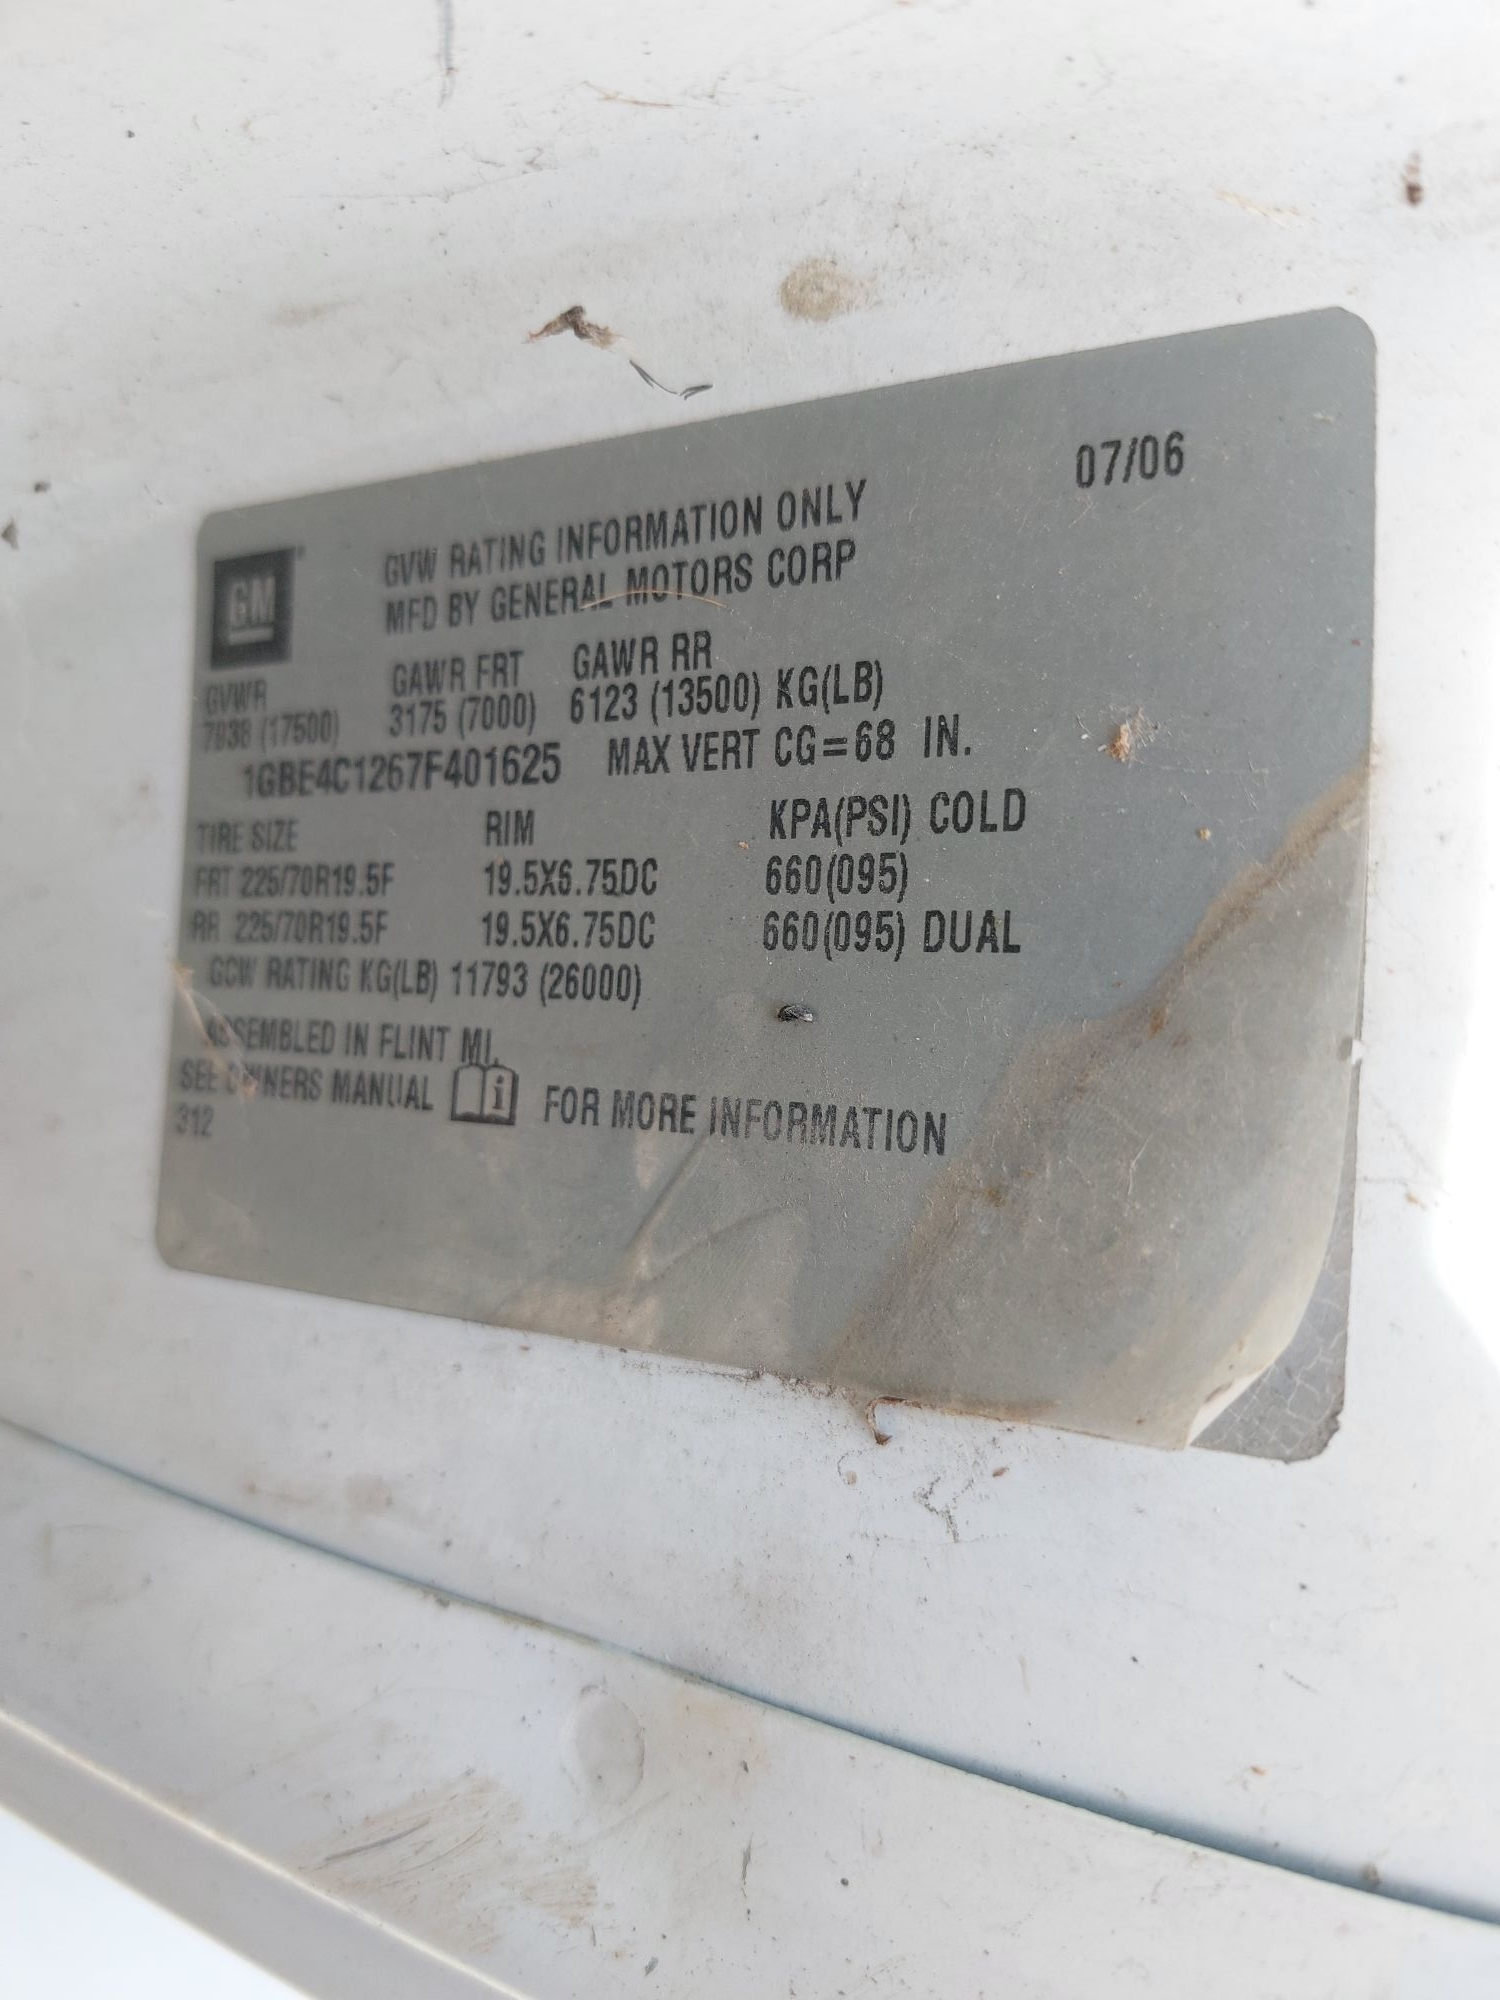 07/06
GM
GVW RATING INFORMATION ONLY
MFD BY GENERAL MOTORS CORP
GVWR GAWR FRT GAWR RR
7938 (17500) 3175 (7000) 6123 (13500) KG(LB)
1GBE4C1267F401625 MAX VERT CG=68 IN.
TIRE SIZE RIM KPA(PSI) COLD
FRT 225/70R19.5F 19.5X6.75DC 660(095)
RR 225/70R19.5F 19.5X6.75DC 660(095) DUAL
GCW RATING KG(LB) 11793 (26000)
ASSEMBLED IN FLINT MI.
SEE OWNERS MANUAL i FOR MORE INFORMATION
312